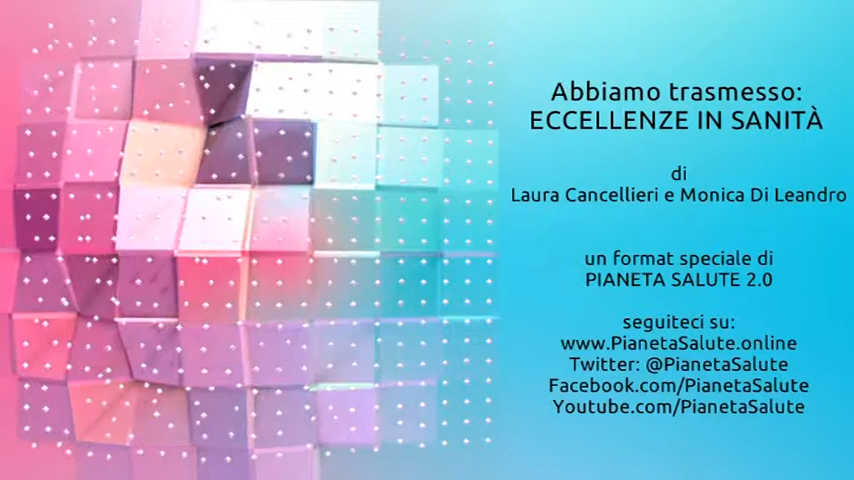 Abbiamo trasmesso:
ECCELLENZE IN SANITÀ
di
Laura Cancellieri e Monica Di Leandro
un format speciale di
PIANETA SALUTE 2.0
seguiteci su:
www.PianetaSalute.online
Twitter: @PianetaSalute
Facebook.com/PianetaSalute
Youtube.com/PianetaSalute